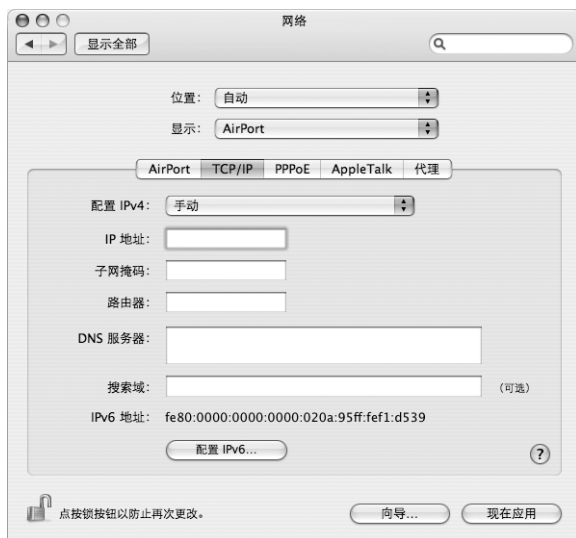 网络
显示全部
位置： 自动
显示： AirPort
AirPort TCP/IP PPPoE AppleTalk 代理
配置 IPv4： 手动
IP 地址：
子网掩码：
路由器：
DNS 服务器：
搜索域： (可选)
IPv6 地址： fe80:0000:0000:0000:020a:95ff:fef1:d539
配置 IPv6... ?
点按锁按钮以防止再次更改。 向导... 现在应用